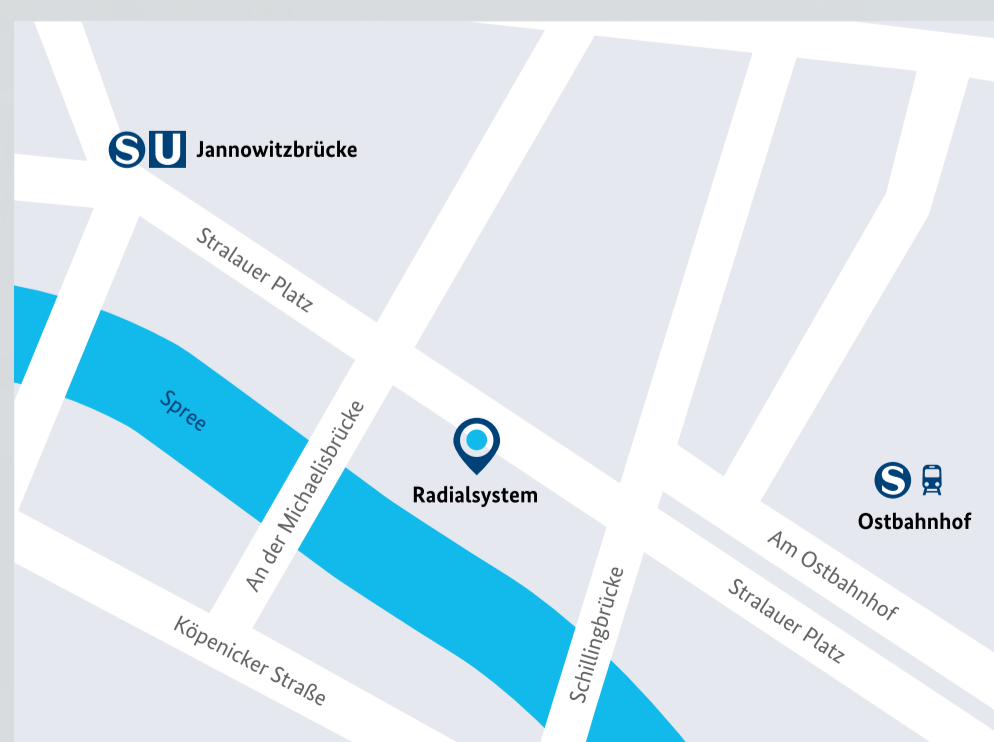 S U Jannowitzbrücke
Stralauer Platz
Spree
An der Michaelisbrücke
Radialsystem
S
Ostbahnhof
Am Ostbahnhof
Stralauer Platz
Schillingbrücke
Köpenicker Straße